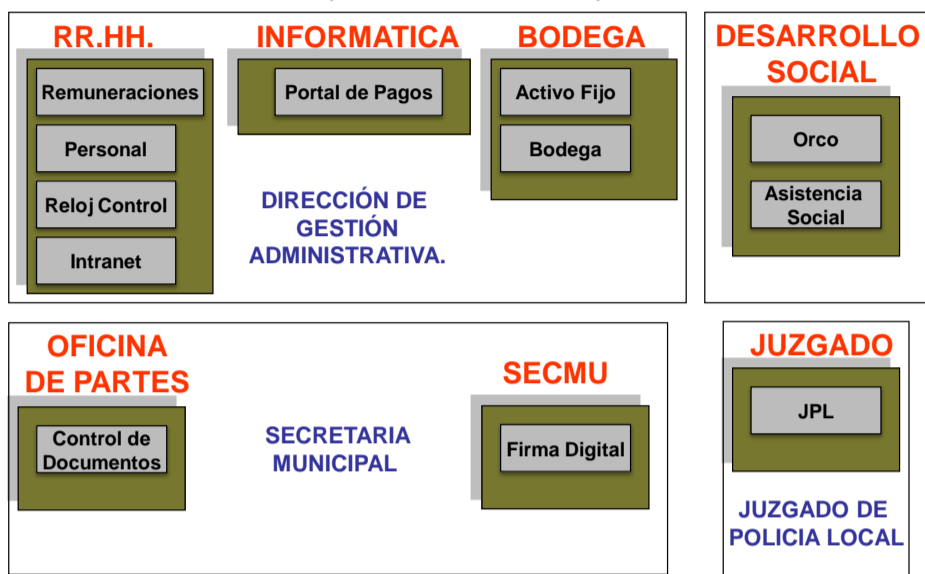 RR.HH.
Remuneraciones
Personal
Reloj Control
Intranet
INFORMATICA
Portal de Pagos
BODEGA
Activo Fijo
Bodega
DIRECCIÓN DE
GESTIÓN
ADMINISTRATIVA.
DESARROLLO
SOCIAL
Orco
Asistencia
Social
OFICINA
DE PARTES
Control de
Documentos
SECRETARIA
MUNICIPAL
SECMU
Firma Digital
JUZGADO
JPL
JUZGADO DE
POLICIA LOCAL